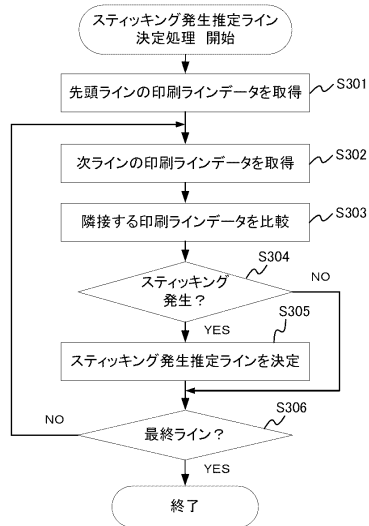 スティッキング発生推定ライン
決定処理 開始
先頭ラインの印刷ラインデータを取得
S301
次ラインの印刷ラインデータを取得
S302
隣接する印刷ラインデータを比較
S303
S304
スティッキング
発生?
NO
YES
S305
スティッキング発生推定ラインを決定
NO
S306
最終ライン?
YES
終了